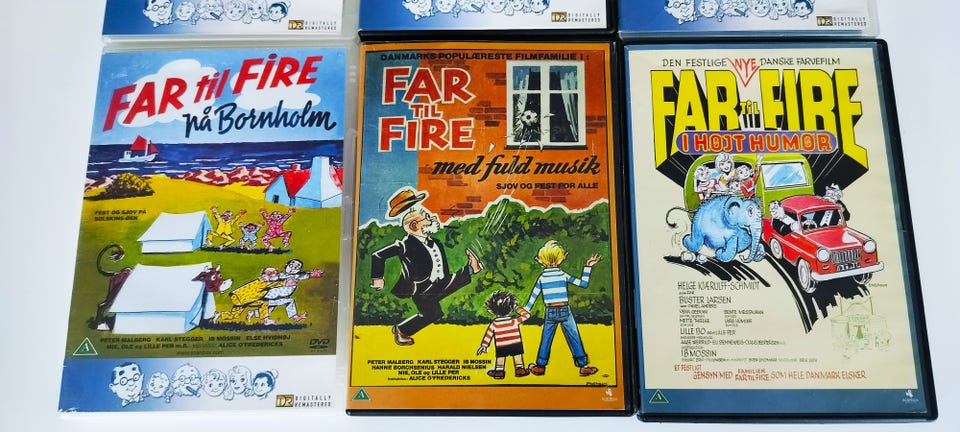 DIGITALLY
REMASTERED
DIGITALLY
REMASTERED
DIGITALLY
REMASTERED
FAR til FIRE
på Bornholm
FEST OG SJOV PÅ
SOLSKINS-ØEN
PETER MALBERG KARL STEGGER IB MOSSIN ELSE HVIDHØJ
MIE, OLE og LILLE PER m.fl.
ALICE O'FREDERICKS
DVD
A
DIGITALLY
REMASTERED
DANMARKS POPULÆRESTE FILMFAMILIE I:
FAR
TIL
FIRE
med fuld musik
SJOV OG FEST FOR ALLE
PETER MALBERG KARL STEGGER IB MOSSIN
HANNE BORCHSENIUS HARALD NIELSEN
MIE, OLE og LILLE PER
ALICE O'FREDERICKS
A
DEN FESTLIGE NYE DANSKE FARVEFILM
FAR TIL FIRE
I HØJT HUMØR
HELGE KJÆRULFF-SCHMIDT
BUSTER LARSEN
LILLE BO
IB MOSSIN
ET FESTLIGT
GENSYN MED FAMILIEN FAR TIL FIRE SOM HELE DANMARK ELSKER
A